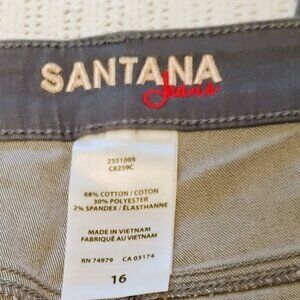 SANTANA
Jeans
2351005
C8259C
68% COTTON / COTON
30% POLYESTER
2% SPANDEX / ÉLASTHANNE
MADE IN VIETNAM
FABRIQUÉ AU VIETNAM
RN 74979 CA 03174
16